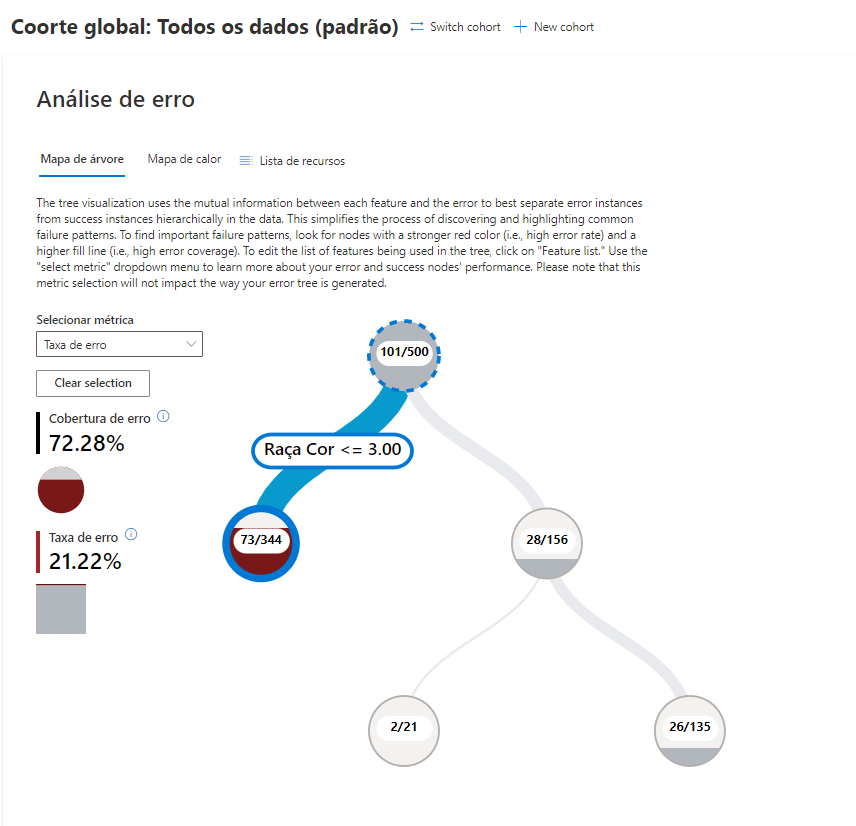 Coorte global: Todos os dados (padrão) Switch cohort New cohort
Análise de erro
Mapa de árvore Mapa de calor Lista de recursos
The tree visualization uses the mutual information between each feature and the error to best separate error instances
from success instances hierarchically in the data. This simplifies the process of discovering and highlighting common
failure patterns. To find important failure patterns, look for nodes with a stronger red color (i.e., high error rate) and a
higher fill line (i.e., high error coverage). To edit the list of features being used in the tree, click on "Feature list." Use the
"select metric" dropdown menu to learn more about your error and success nodes' performance. Please note that this
metric selection will not impact the way your error tree is generated.
Selecionar métrica
Taxa de erro
Clear selection
Cobertura de erro
72.28%
Taxa de erro
21.22%
101/500
Raça Cor <= 3.00
73/344
28/156
2/21
26/135